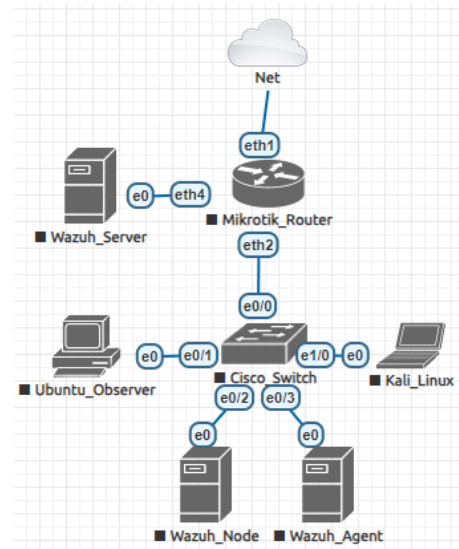 Net
eth1
e0 eth4
Mikrotik_Router
Wazuh_Server
eth2
e0/0
e0 e0/1 e1/0 e0
Ubuntu_Observer Cisco_Switch Kali_Linux
e0/2 e0/3
e0 e0
Wazuh_Node Wazuh_Agent